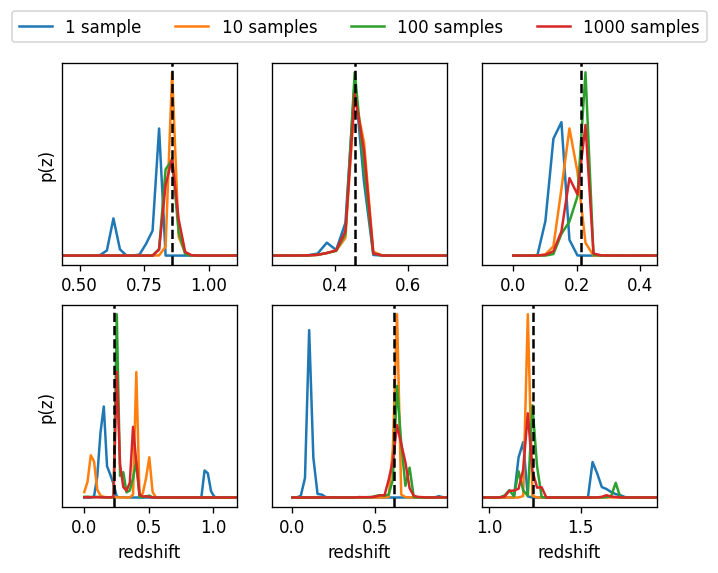 1 sample 10 samples 100 samples 1000 samples
p(z)
0.50 0.75 1.00 0.4 0.6 0.0 0.2 0.4
p(z)
0.0 0.5 1.0 0.0 0.5 1.0 1.5
redshift redshift redshift